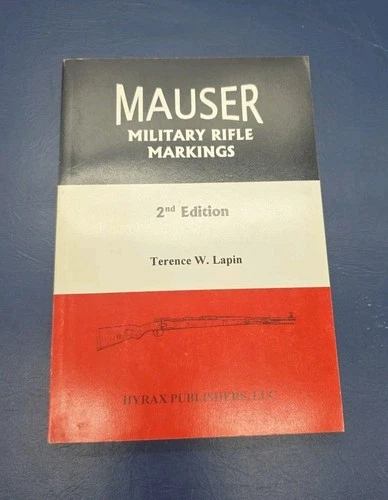 MAUSER
MILITARY RIFLE
MARKINGS
2nd Edition
Terence W. Lapin
HYRAX PUBLISHERS, LLC